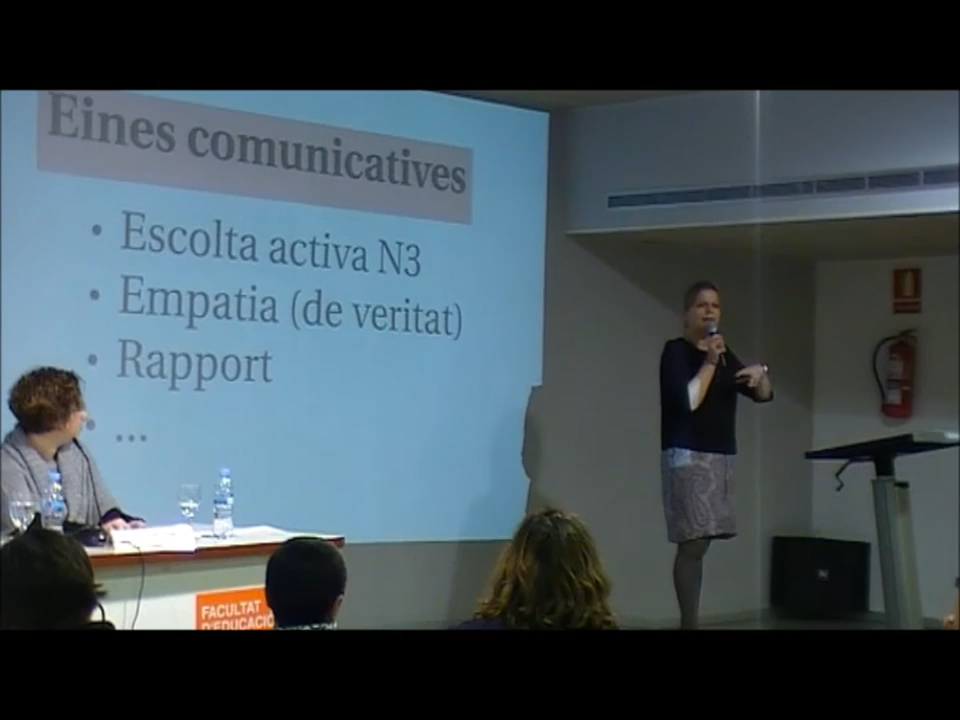 Eines comunicatives
• Escolta activa N3
• Empatia (de veritat)
• Rapport
• ...
FACULTAT
D'EDUCACIÓ